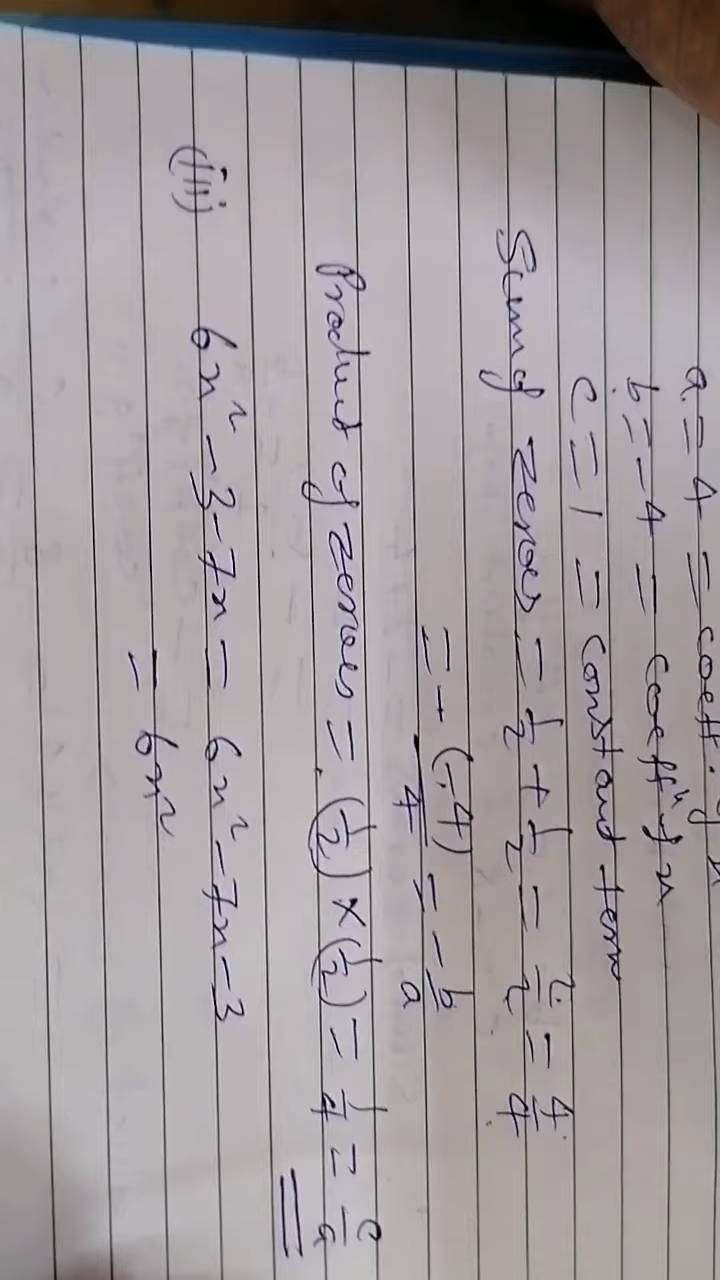 a = 4 = coeff. of x
b = -4 = coeffⁿ of x
c = 1 = constant term
Sum of zeroes = 1/2 + 1/2 = 2/2 = 4/4
= -(-4)/4 = -b/a
Product of zeroes = (1/2) × (1/2) = 1/4 = c/a
(iii) 6x² - 3 - 7x = 6x² - 7x - 3
= 6x²